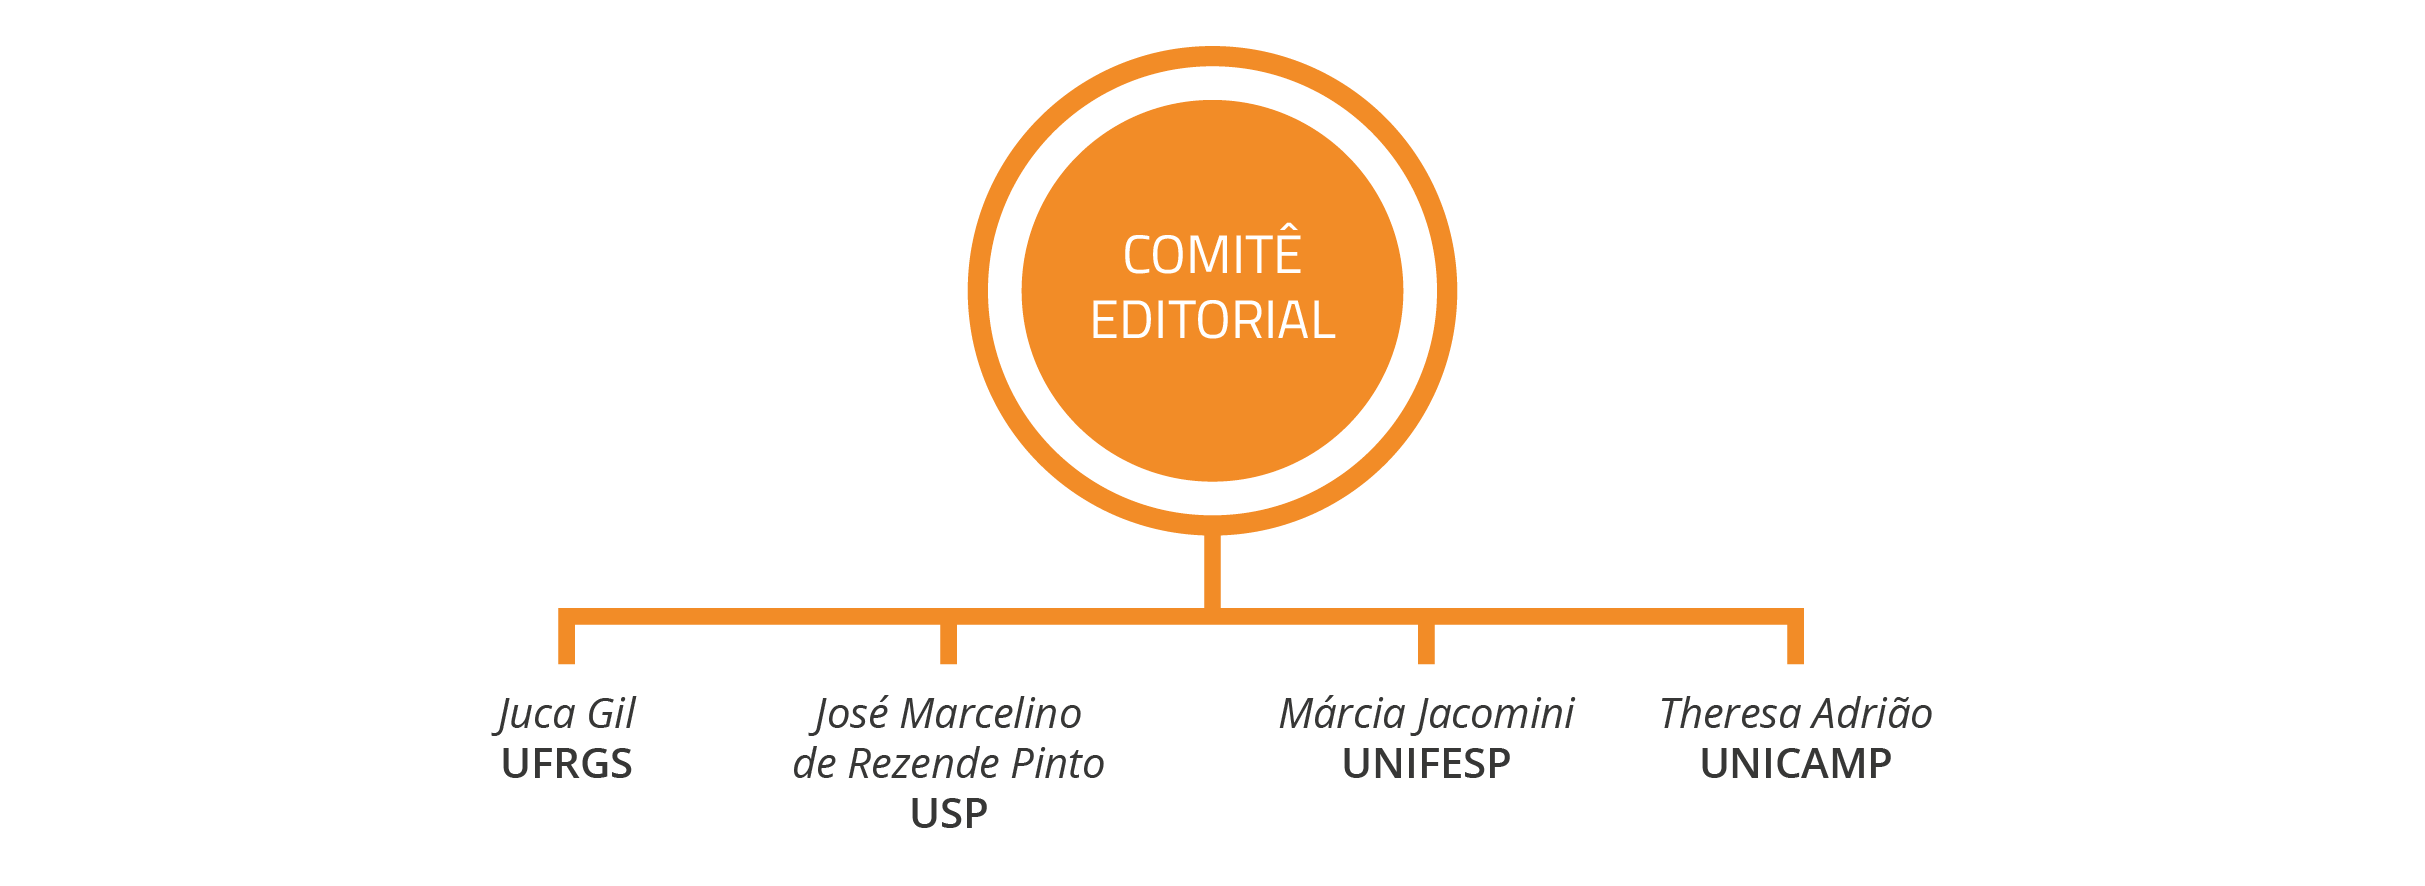 COMITÊ
EDITORIAL
Juca Gil
UFRGS
José Marcelino
de Rezende Pinto
USP
Márcia Jacomini
UNIFESP
Theresa Adrião
UNICAMP